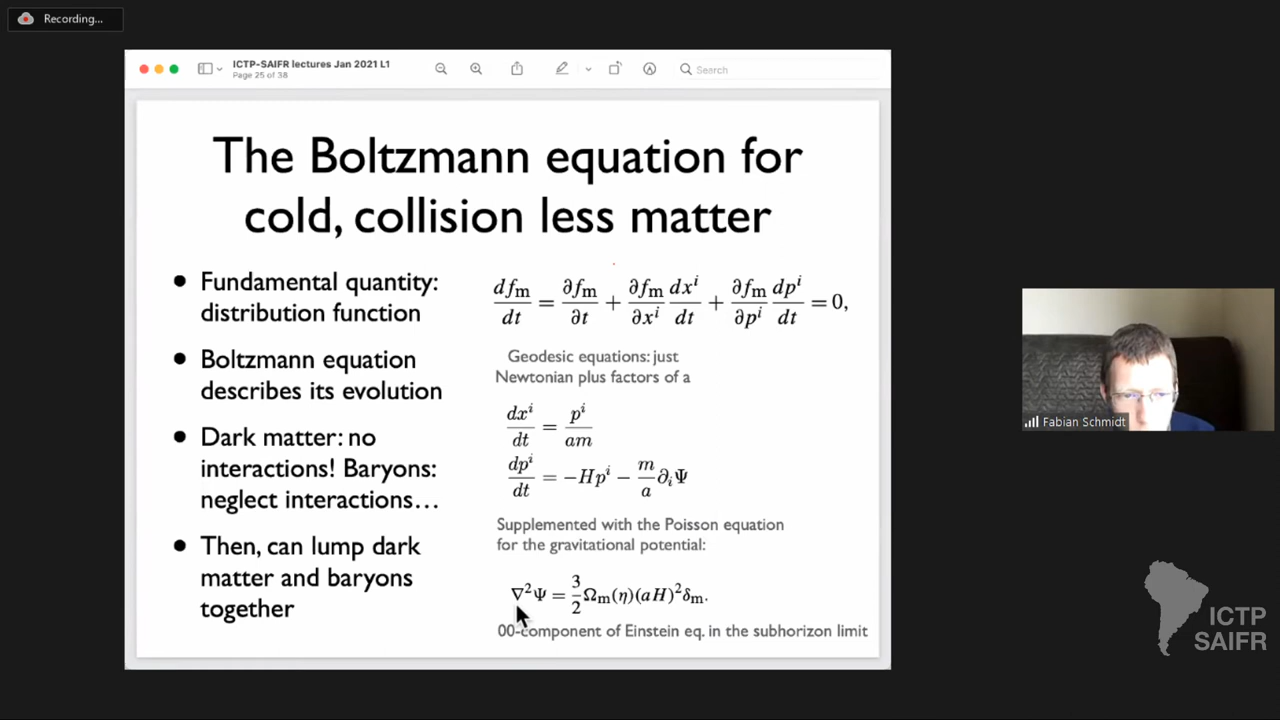 Recording...
ICTP-SAIFR lectures Jan 2021 L1
Page 25 of 38
Search
The Boltzmann equation for
cold, collision less matter
• Fundamental quantity:
distribution function
• Boltzmann equation
describes its evolution
• Dark matter: no
interactions! Baryons:
neglect interactions…
• Then, can lump dark
matter and baryons
together
df_m/dt = ∂f_m/∂t + ∂f_m/∂x^i dx^i/dt + ∂f_m/∂p^i dp^i/dt = 0,
Geodesic equations: just
Newtonian plus factors of a
dx^i/dt = p^i/am
dp^i/dt = −Hp^i − m/a ∂_iΨ
Supplemented with the Poisson equation
for the gravitational potential:
∇²Ψ = 3/2 Ω_m(η)(aH)²δ_m.
00-component of Einstein eq. in the subhorizon limit
Fabian Schmidt
ICTP
SAIFR